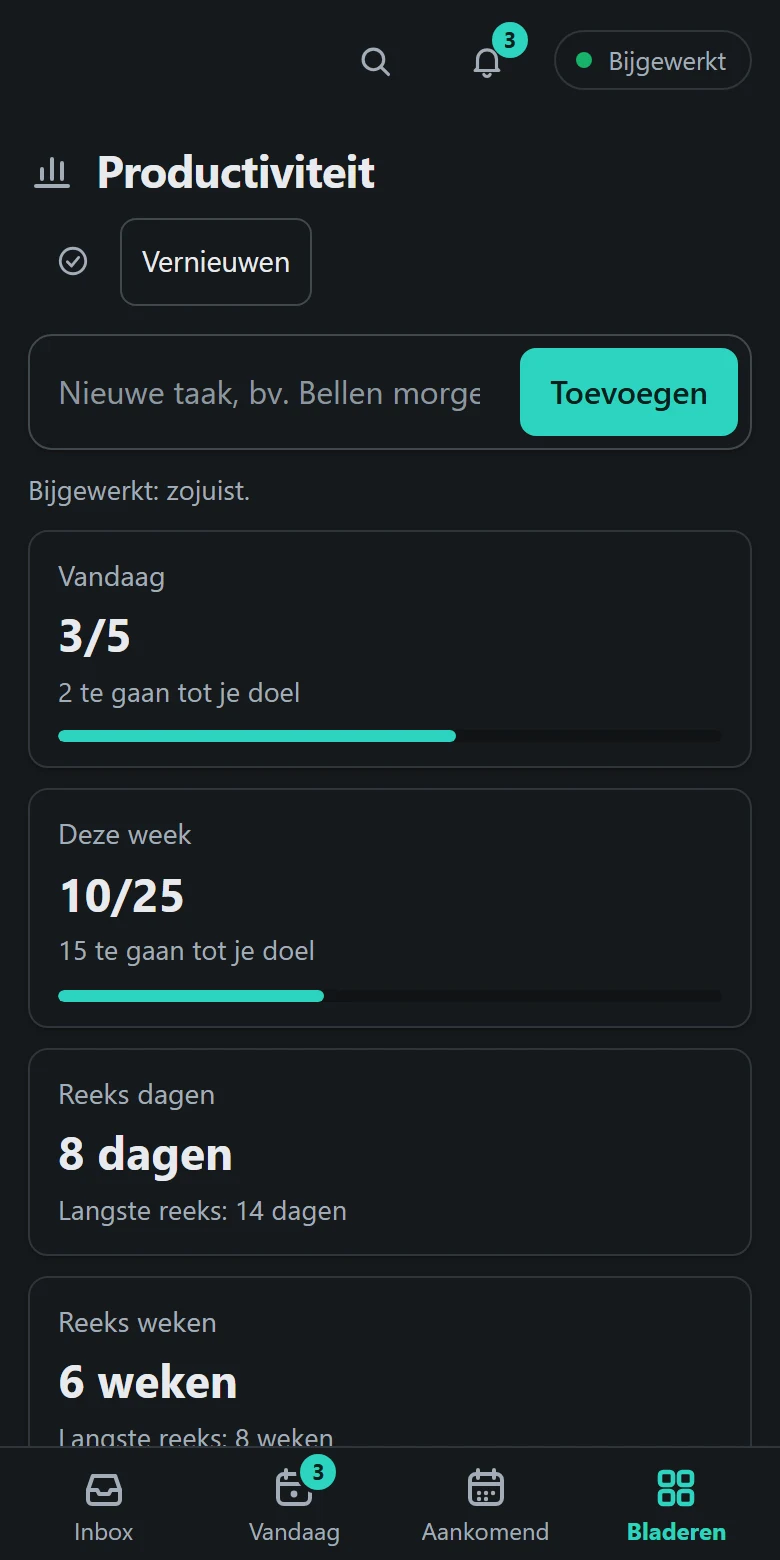 3
Bijgewerkt
Productiviteit
Vernieuwen
Nieuwe taak, bv. Bellen morge
Toevoegen
Bijgewerkt: zojuist.
Vandaag
3/5
2 te gaan tot je doel
Deze week
10/25
15 te gaan tot je doel
Reeks dagen
8 dagen
Langste reeks: 14 dagen
Reeks weken
6 weken
Langste reeks: 8 weken
3
Inbox
Vandaag
Aankomend
Bladeren